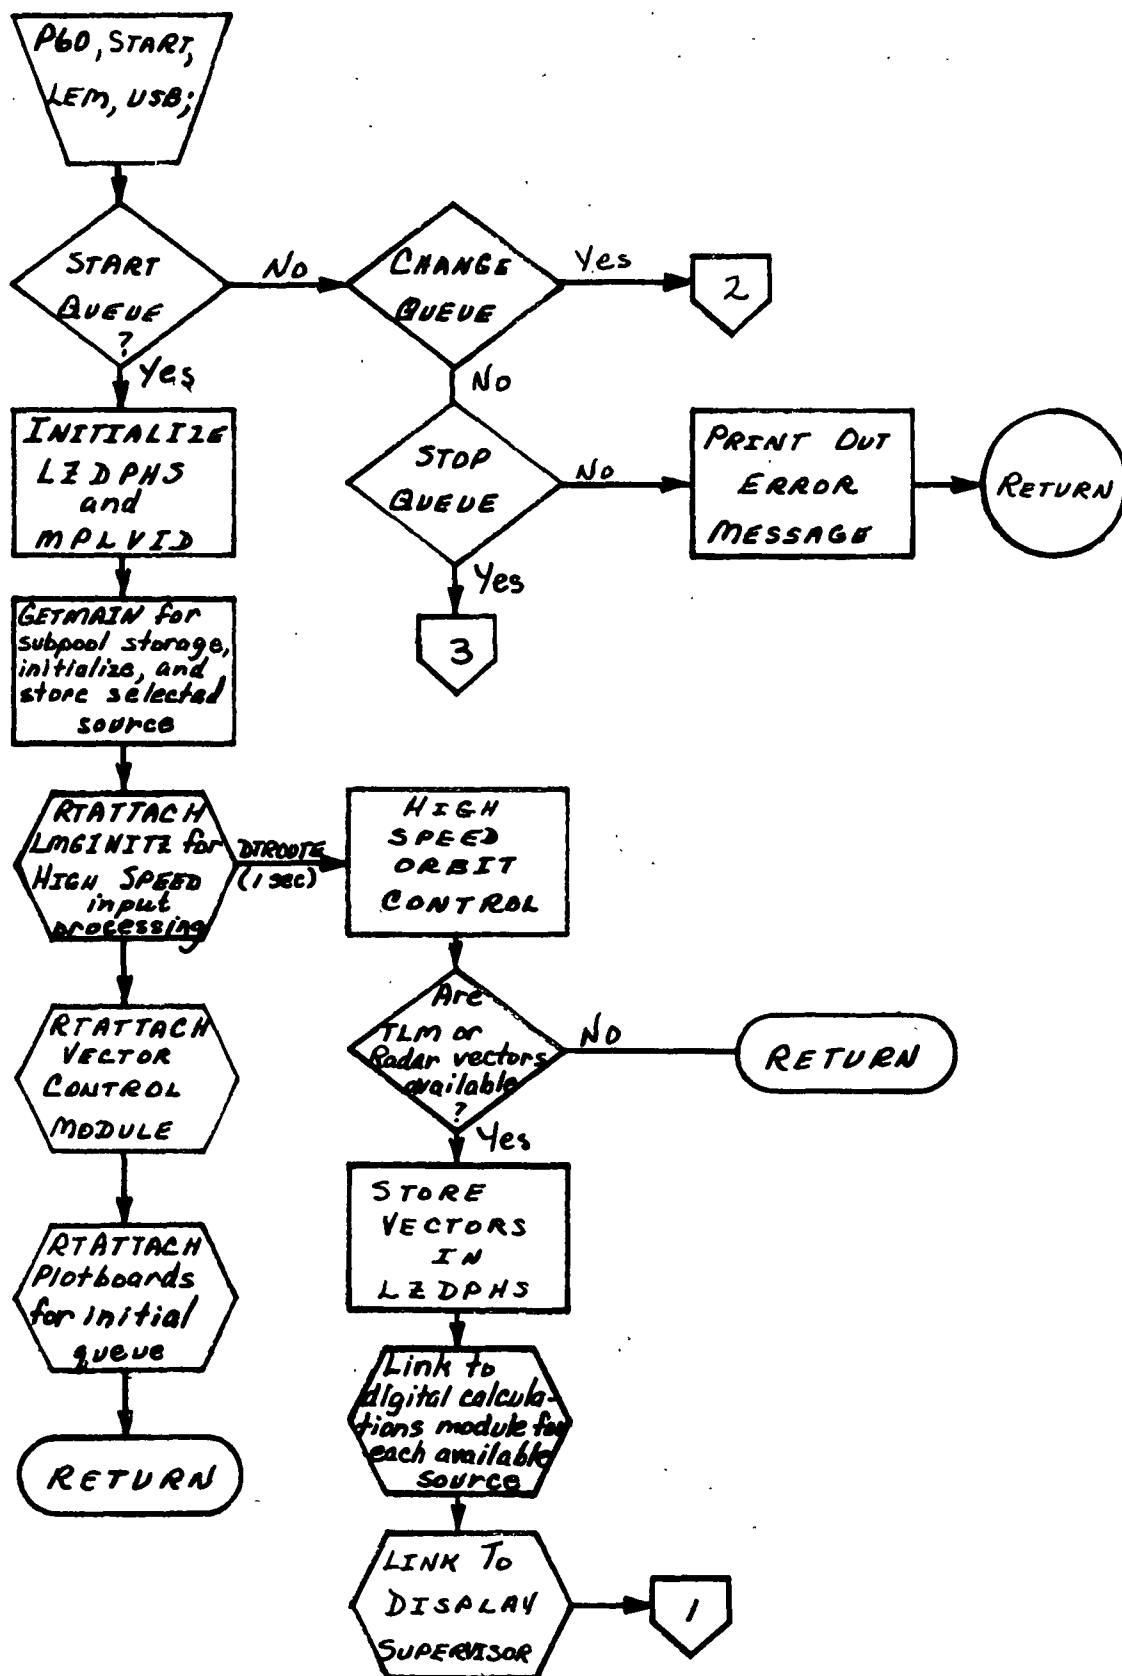 P60, START,
LEM, USB;
START
QUEUE
?
NO
CHANGE
QUEUE
Yes
2
Yes
NO
INITIALIZE
LZDPHS
and
MPLVID
STOP
QUEUE
NO
PRINT OUT
ERROR
MESSAGE
RETURN
Yes
3
GETMAIN for
subpool storage,
initialize, and
store selected
source
RTATTACH
LMGINITZ for
HIGH SPEED
input
processing
DTROUTE
(1 sec)
HIGH
SPEED
ORBIT
CONTROL
Are
TLM or
Radar vectors
available
?
NO
RETURN
Yes
RTATTACH
VECTOR
CONTROL
MODULE
STORE
VECTORS
IN
LZDPHS
RTATTACH
Plotboards
for initial
queue
Link to
digital calcula-
tions module for
each available
source
RETURN
LINK TO
DISPLAY
SUPERVISOR
1